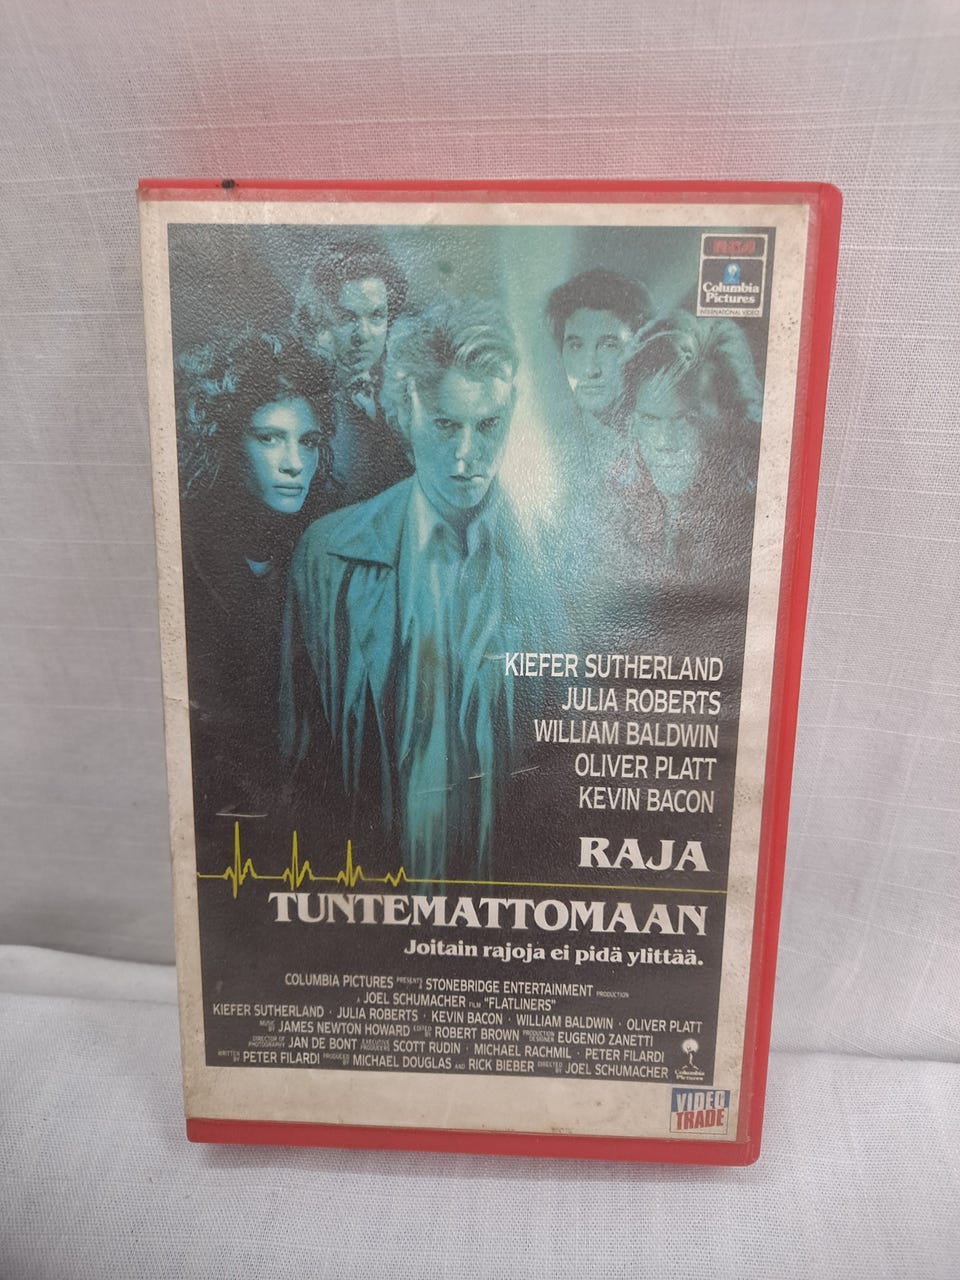 RCA
Columbia
Pictures
INTERNATIONAL VIDEO
KIEFER SUTHERLAND
JULIA ROBERTS
WILLIAM BALDWIN
OLIVER PLATT
KEVIN BACON
RAJA
TUNTEMATTOMAAN
Joitain rajoja ei pidä ylittää.
COLUMBIA PICTURES PRESENTS A STONEBRIDGE ENTERTAINMENT PRODUCTION
A JOEL SCHUMACHER FILM "FLATLINERS"
KIEFER SUTHERLAND · JULIA ROBERTS · KEVIN BACON · WILLIAM BALDWIN · OLIVER PLATT
MUSIC BY JAMES NEWTON HOWARD EDITED BY ROBERT BROWN PRODUCTION DESIGNER EUGENIO ZANETTI
DIRECTOR OF PHOTOGRAPHY JAN DE BONT EXECUTIVE PRODUCERS SCOTT RUDIN · MICHAEL RACHMIL · PETER FILARDI
WRITTEN BY PETER FILARDI PRODUCED BY MICHAEL DOUGLAS AND RICK BIEBER DIRECTED BY JOEL SCHUMACHER
Columbia
Pictures
VIDEO
TRADE